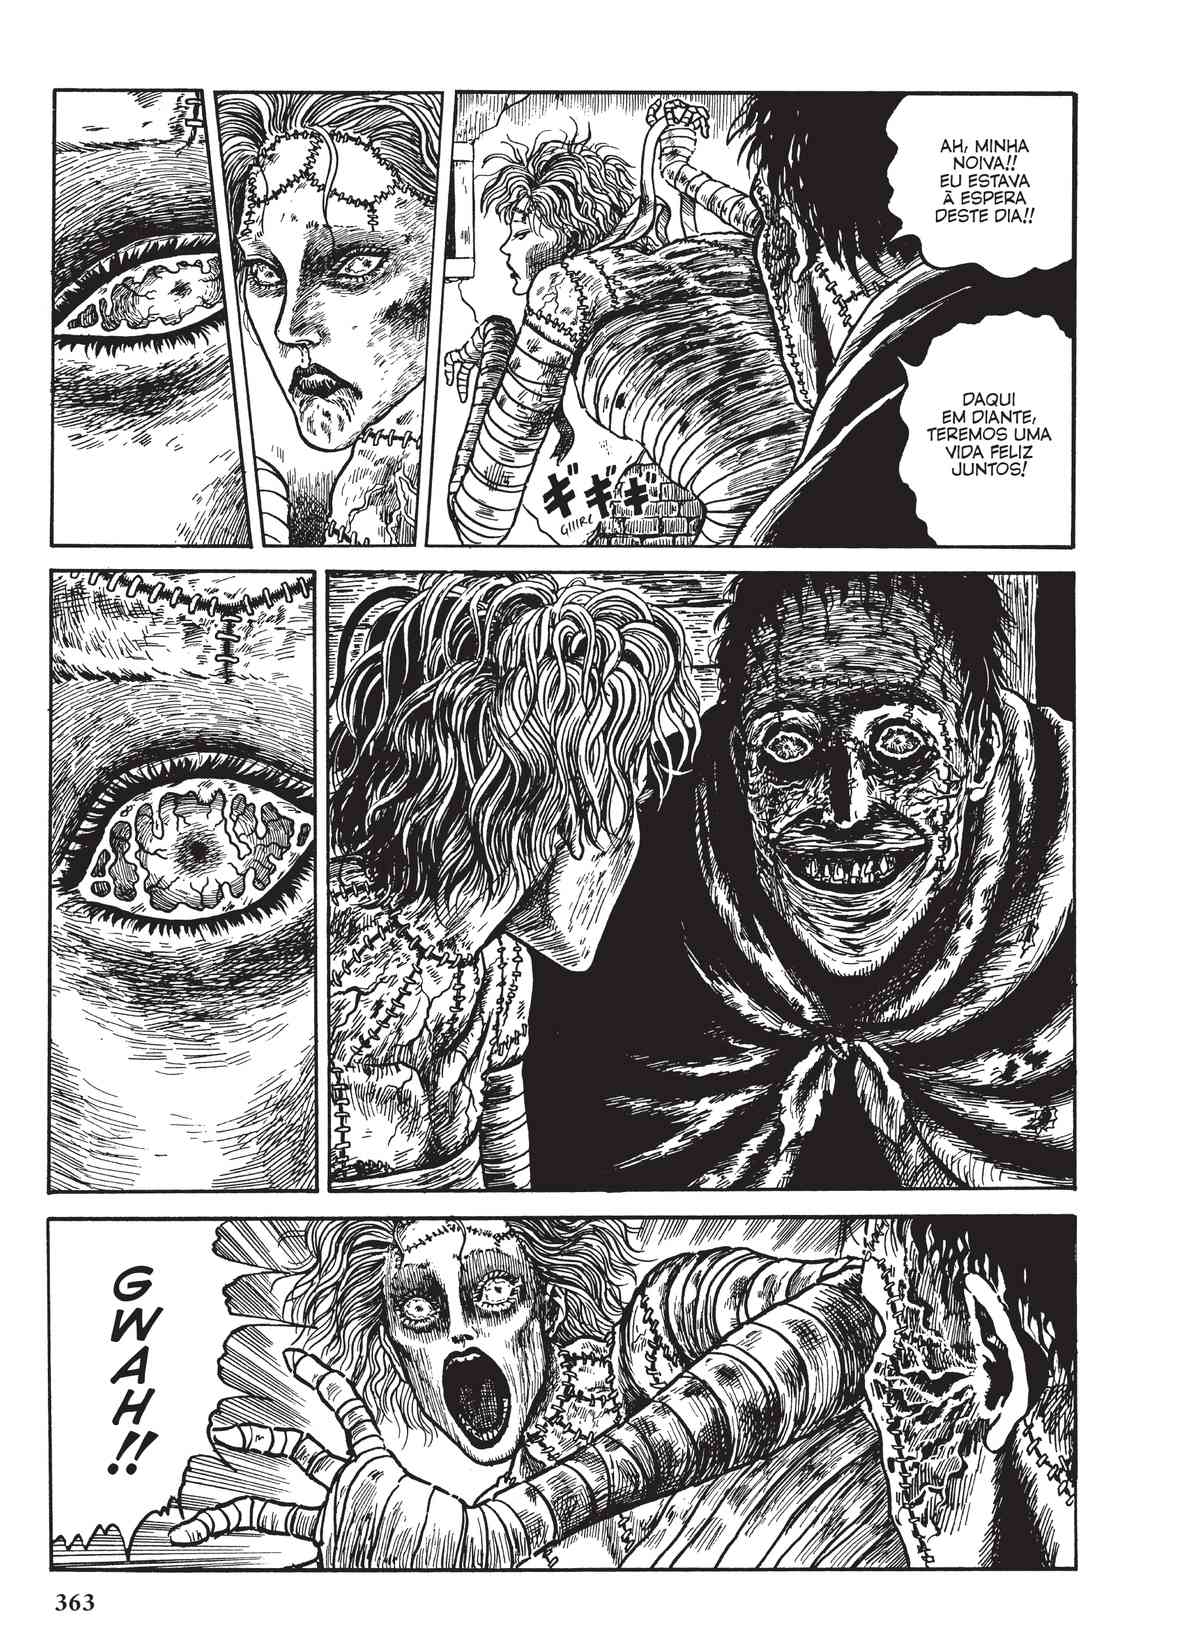 AH, MINHA
NOIVA!!
EU ESTAVA
À ESPERA
DESTE DIA!!
DAQUI
EM DIANTE,
TEREMOS UMA
VIDA FELIZ
JUNTOS!
ギギギ
GIIIRC
GWAH!!
363